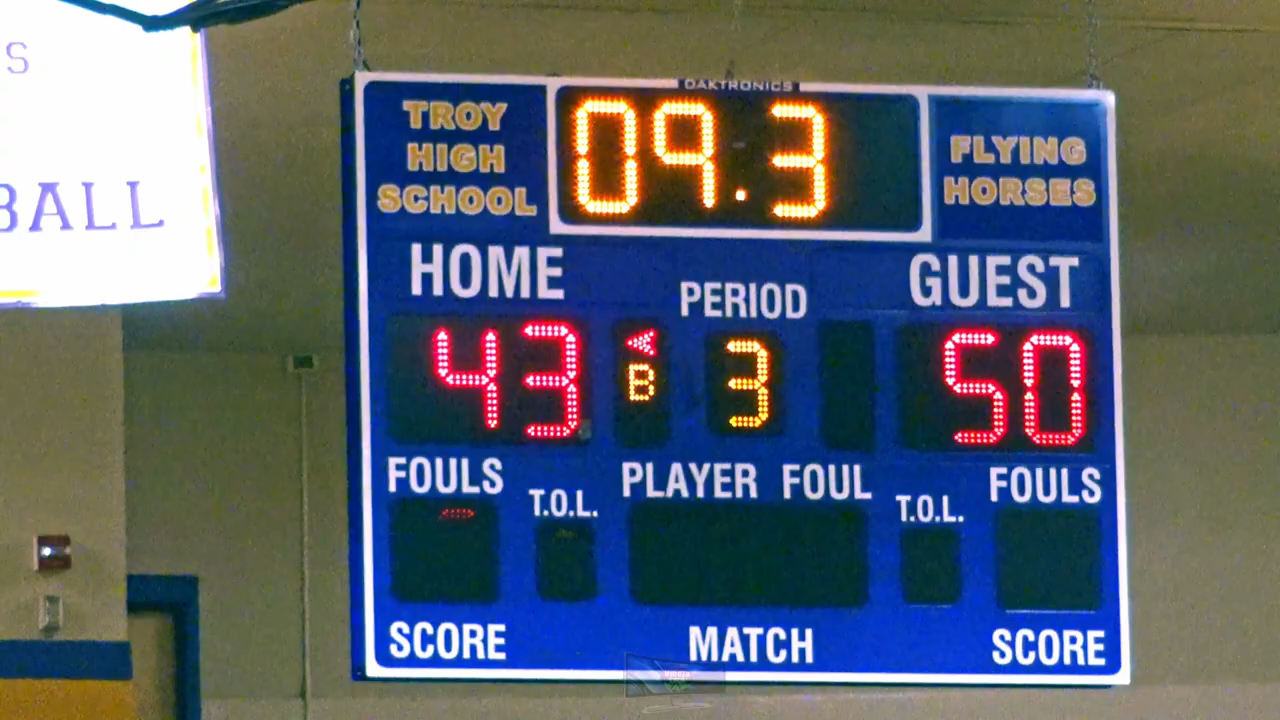 S
BALL
DAKTRONICS
TROY
HIGH
SCHOOL
09.3
FLYING
HORSES
HOME
PERIOD
GUEST
43
B
3
50
FOULS
T.O.L.
PLAYER FOUL
T.O.L.
FOULS
SCORE
MATCH
SCORE